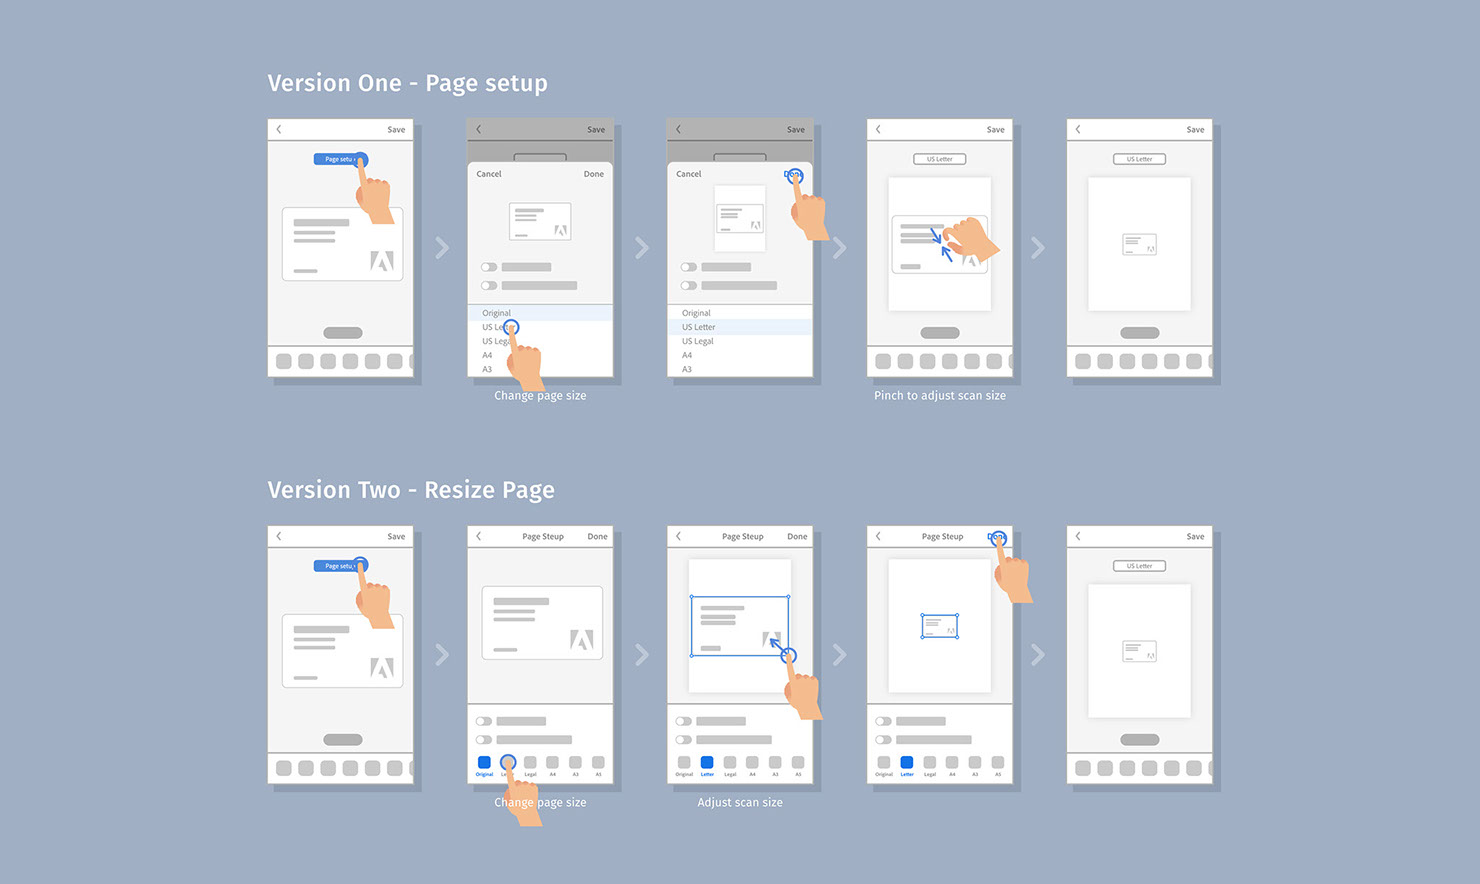 Version One - Page setup
Save
Page setu
Save
Cancel
Done
Original
US Le
US Lega
A4
A3
Change page size
Save
Cancel
Done
Original
US Letter
US Legal
A4
A3
Save
US Letter
Pinch to adjust scan size
Save
US Letter
Version Two - Resize Page
Save
Page setu
Page Steup
Done
Original
Le
Legal
A4
A3
A5
Change page size
Page Steup
Done
Original
Letter
Legal
A4
A3
A5
Adjust scan size
Page Steup
Done
Original
Letter
Legal
A4
A3
A5
Save
US Letter